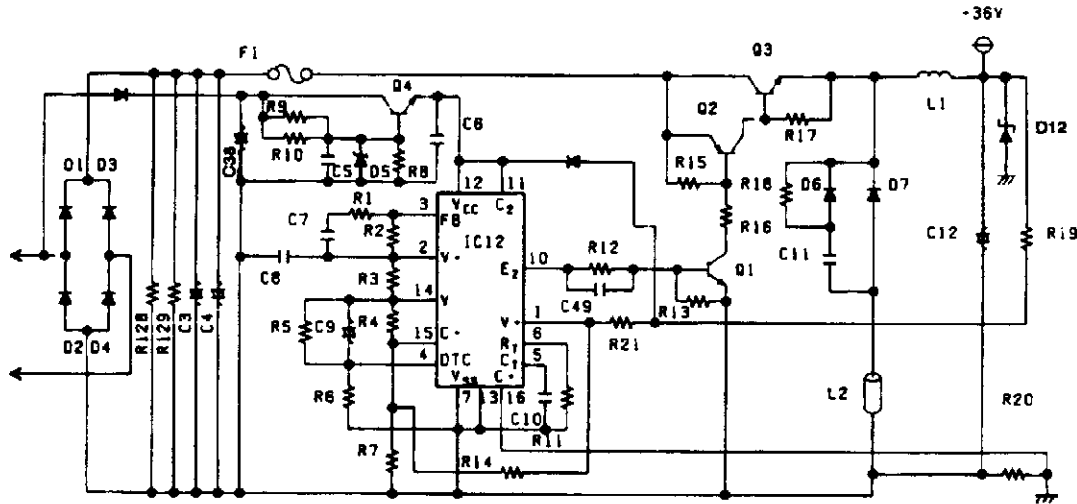 -36V
F1
Q3
Q4
Q2
L1
R9
C6
R17
D12
R10
C38
C5
D5
R8
R15
D1
D3
12
11
R18
D6
D7
R1
3
VCC
C2
C7
FB
R2
R16
IC12
R12
C12
R19
2
V-
10
C11
C8
E2
Q1
R3
14
V
C49
R13
R5
C9
R4
1
V+
15
C-
6
R21
RT
D2
D4
R128
R129
C3
C4
4
DTC
5
CT
VSS
C+
R6
7
13
16
C10
L2
R20
R11
R7
R14